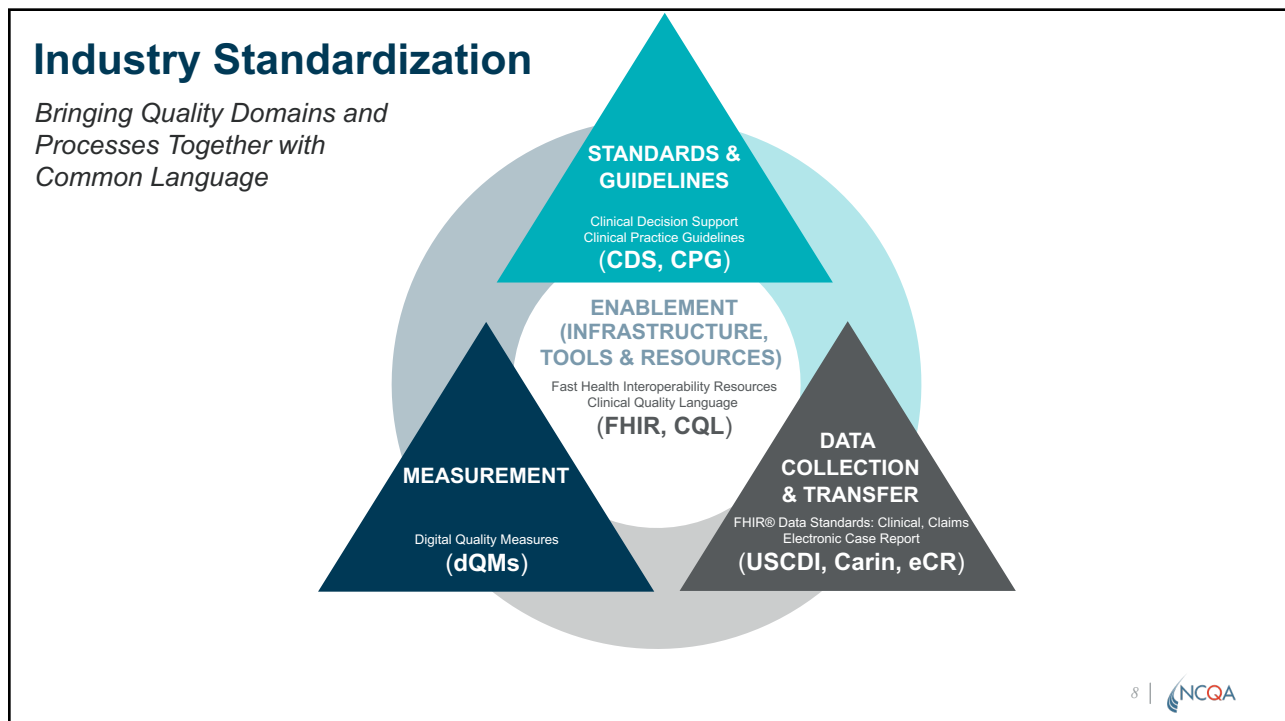 Industry Standardization
Bringing Quality Domains and
Processes Together with
Common Language
STANDARDS &
GUIDELINES
Clinical Decision Support
Clinical Practice Guidelines
(CDS, CPG)
ENABLEMENT
(INFRASTRUCTURE,
TOOLS & RESOURCES)
Fast Health Interoperability Resources
Clinical Quality Language
(FHIR, CQL)
MEASUREMENT
Digital Quality Measures
(dQMs)
DATA
COLLECTION
& TRANSFER
FHIR® Data Standards: Clinical, Claims
Electronic Case Report
(USCDI, Carin, eCR)
8
NCQA